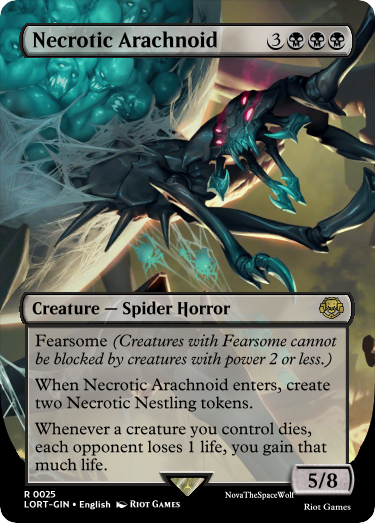 Necrotic Arachnoid 3
Creature — Spider Horror
Fearsome (Creatures with Fearsome cannot
be blocked by creatures with power 2 or less.)
When Necrotic Arachnoid enters, create
two Necrotic Nestling tokens.
Whenever a creature you control dies,
each opponent loses 1 life, you gain that
much life.
5/8
R 0025
LORT-GIN • English Riot Games
NovaTheSpaceWolf
Riot Games